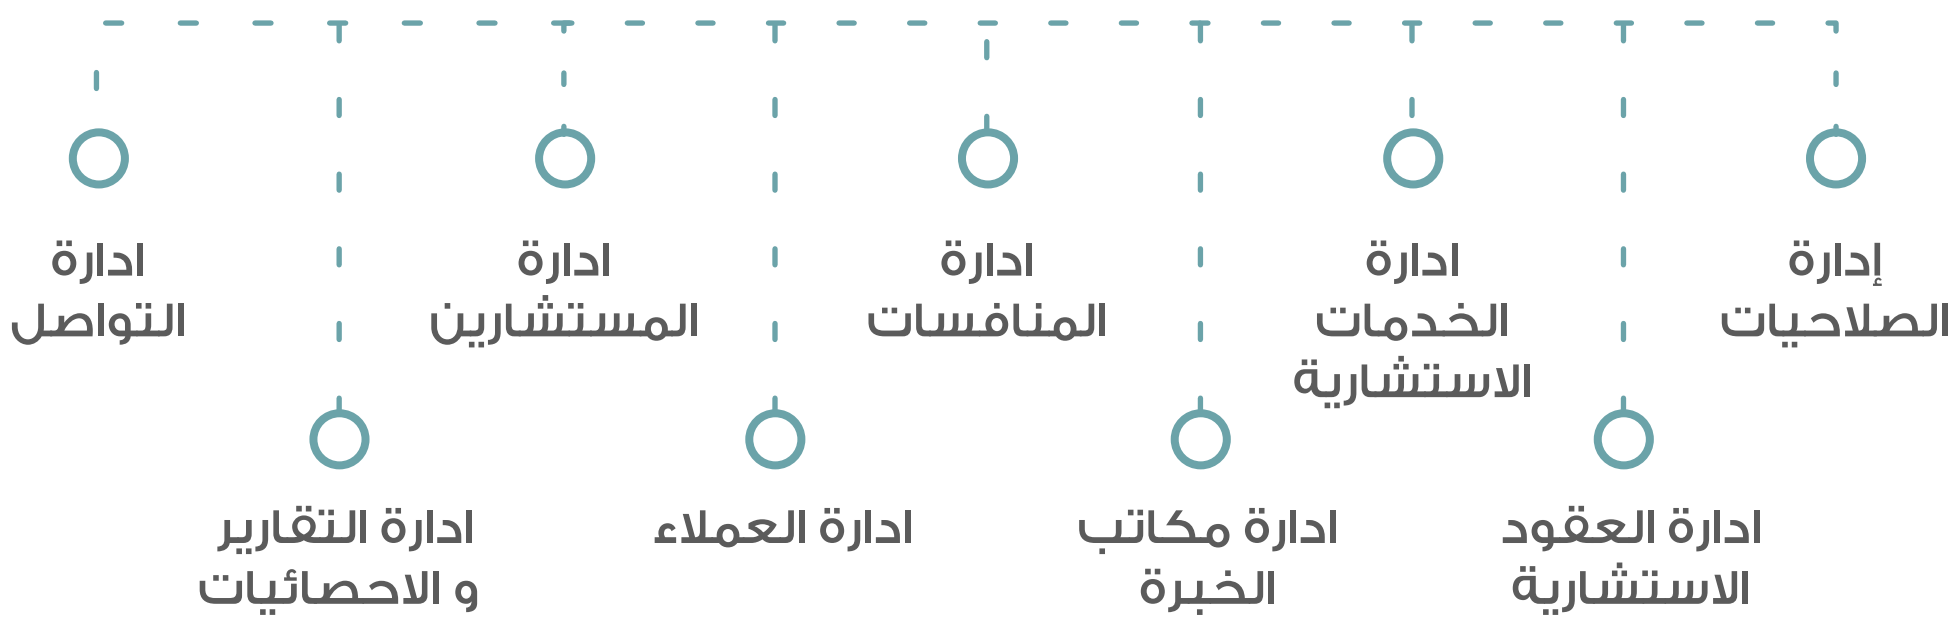 إدارة
الصلاحيات
ادارة
الخدمات
الاستشارية
ادارة
المنافسات
ادارة
المستشارين
ادارة
التواصل
ادارة العقود
الاستشارية
ادارة مكاتب
الخبرة
ادارة العملاء
ادارة التقارير
و الاحصائيات